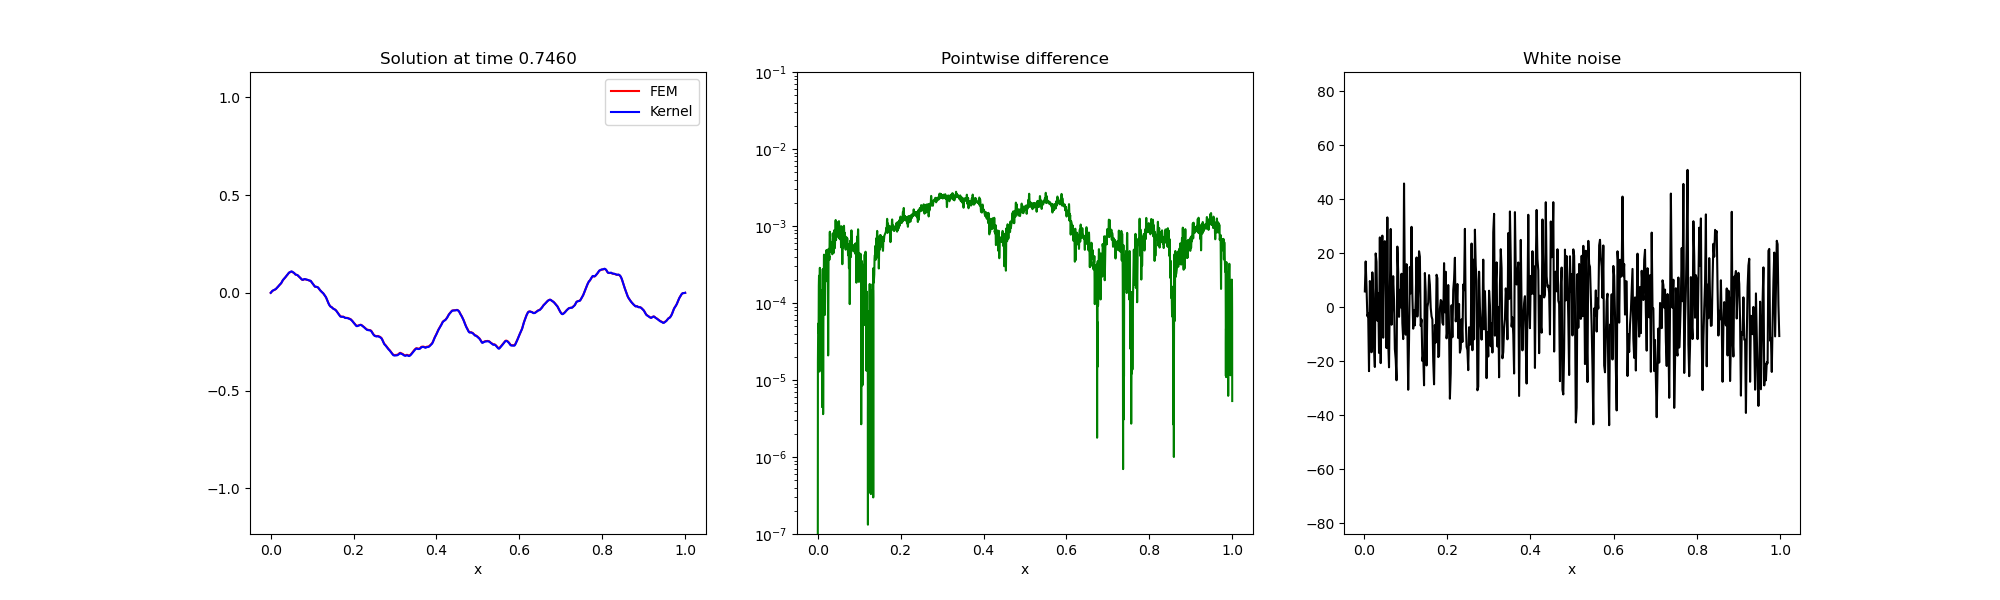 Solution at time 0.7460
1.0
0.5
0.0
−0.5
−1.0
0.0 0.2 0.4 0.6 0.8 1.0
x
FEM
Kernel
Pointwise difference
10⁻¹
10⁻²
10⁻³
10⁻⁴
10⁻⁵
10⁻⁶
10⁻⁷
0.0 0.2 0.4 0.6 0.8 1.0
x
White noise
80
60
40
20
0
−20
−40
−60
−80
0.0 0.2 0.4 0.6 0.8 1.0
x